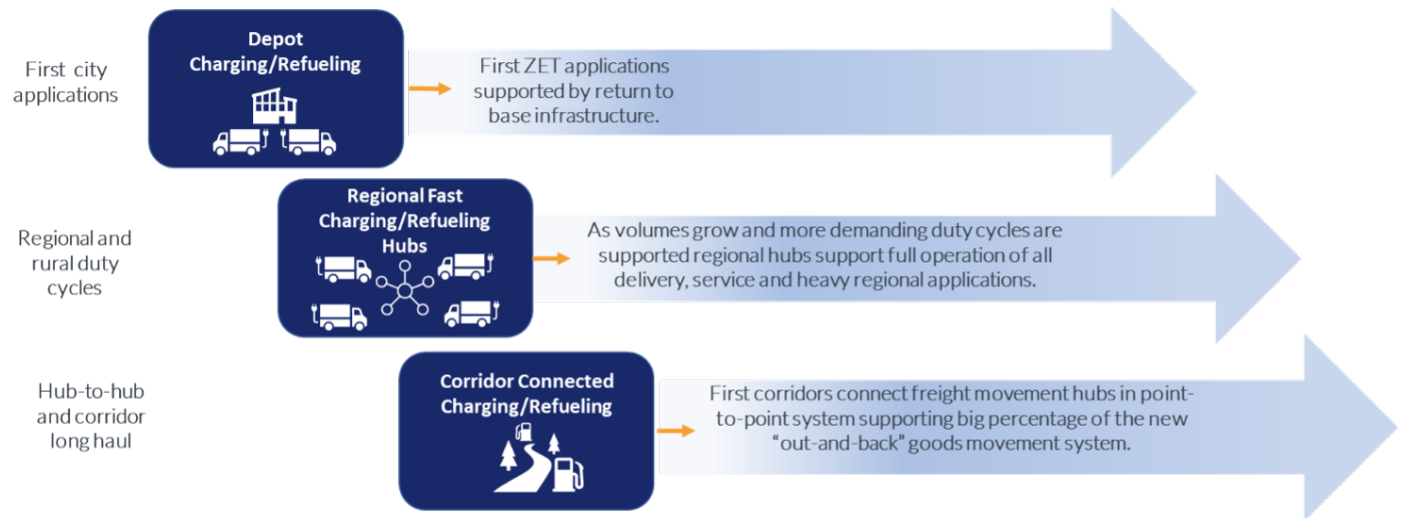 First city
applications
Depot
Charging/Refueling
First ZET applications
supported by return to
base infrastructure.
Regional and
rural duty
cycles
Regional Fast
Charging/Refueling
Hubs
As volumes grow and more demanding duty cycles are
supported regional hubs support full operation of all
delivery, service and heavy regional applications.
Hub-to-hub
and corridor
long haul
Corridor Connected
Charging/Refueling
First corridors connect freight movement hubs in point-
to-point system supporting big percentage of the new
“out-and-back” goods movement system.